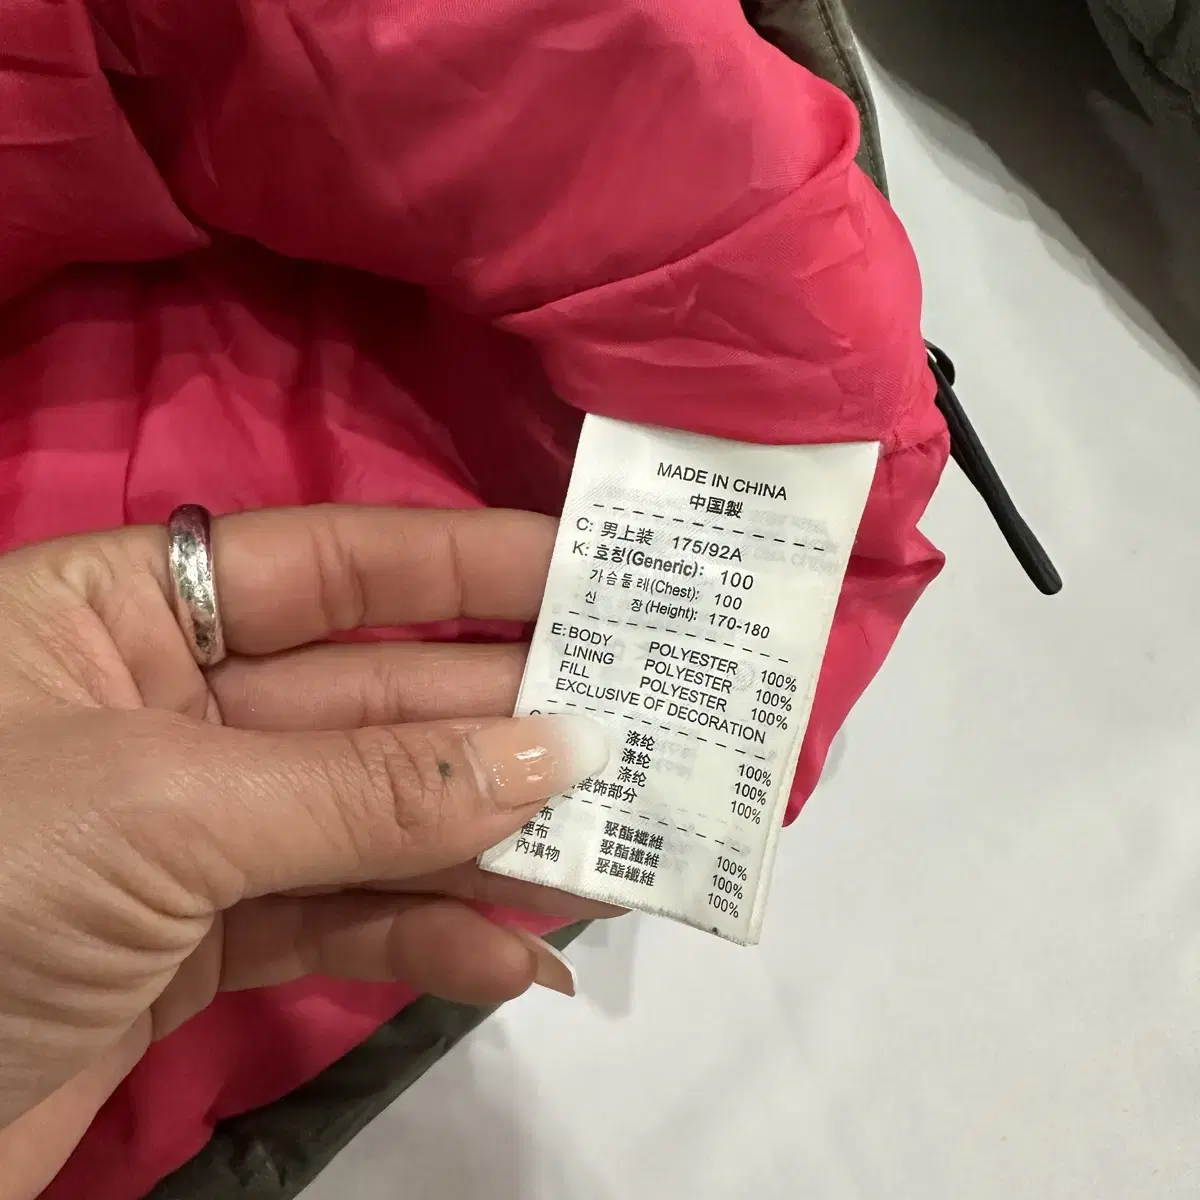 MADE IN CHINA
中国製
C: 男上装 175/92A
K: 호칭(Generic): 100
가슴둘레(Chest): 100
신 장(Height): 170-180
E: BODY POLYESTER 100%
LINING POLYESTER 100%
FILL POLYESTER 100%
EXCLUSIVE OF DECORATION
涤纶 100%
涤纶 100%
涤纶 100%
装饰部分
布 聚酯纖維 100%
裡布 聚酯纖維 100%
內填物 聚酯纖維 100%